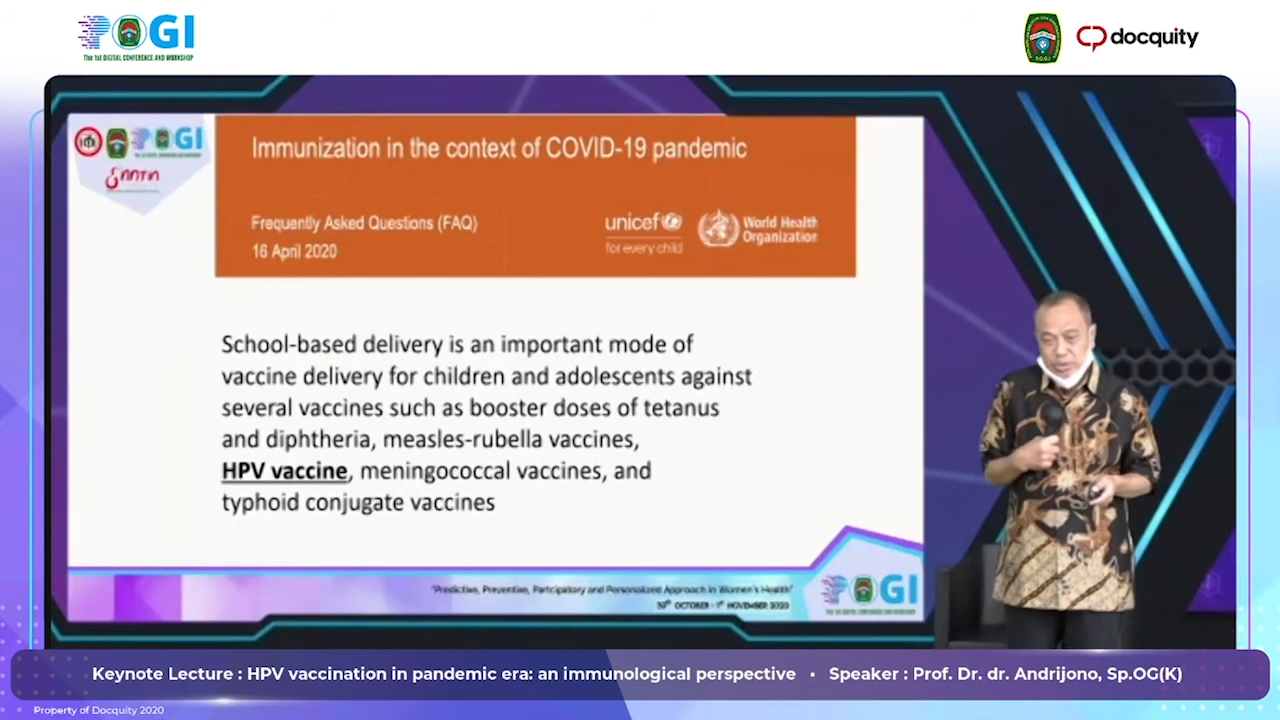 POGI
The 1st DIGITAL CONFERENCE AND WORKSHOP
docquity
POGI
Immunization in the context of COVID-19 pandemic
Frequently Asked Questions (FAQ)
16 April 2020
unicef
for every child
World Health
Organization
School-based delivery is an important mode of
vaccine delivery for children and adolescents against
several vaccines such as booster doses of tetanus
and diphtheria, measles-rubella vaccines,
HPV vaccine, meningococcal vaccines, and
typhoid conjugate vaccines
"Predictive, Preventive, Participatory and Personalized Approach in Women's Health"
30th OCTOBER - 1st NOVEMBER 2020
POGI
Keynote Lecture : HPV vaccination in pandemic era: an immunological perspective • Speaker : Prof. Dr. dr. Andrijono, Sp.OG(K)
Property of Docquity 2020